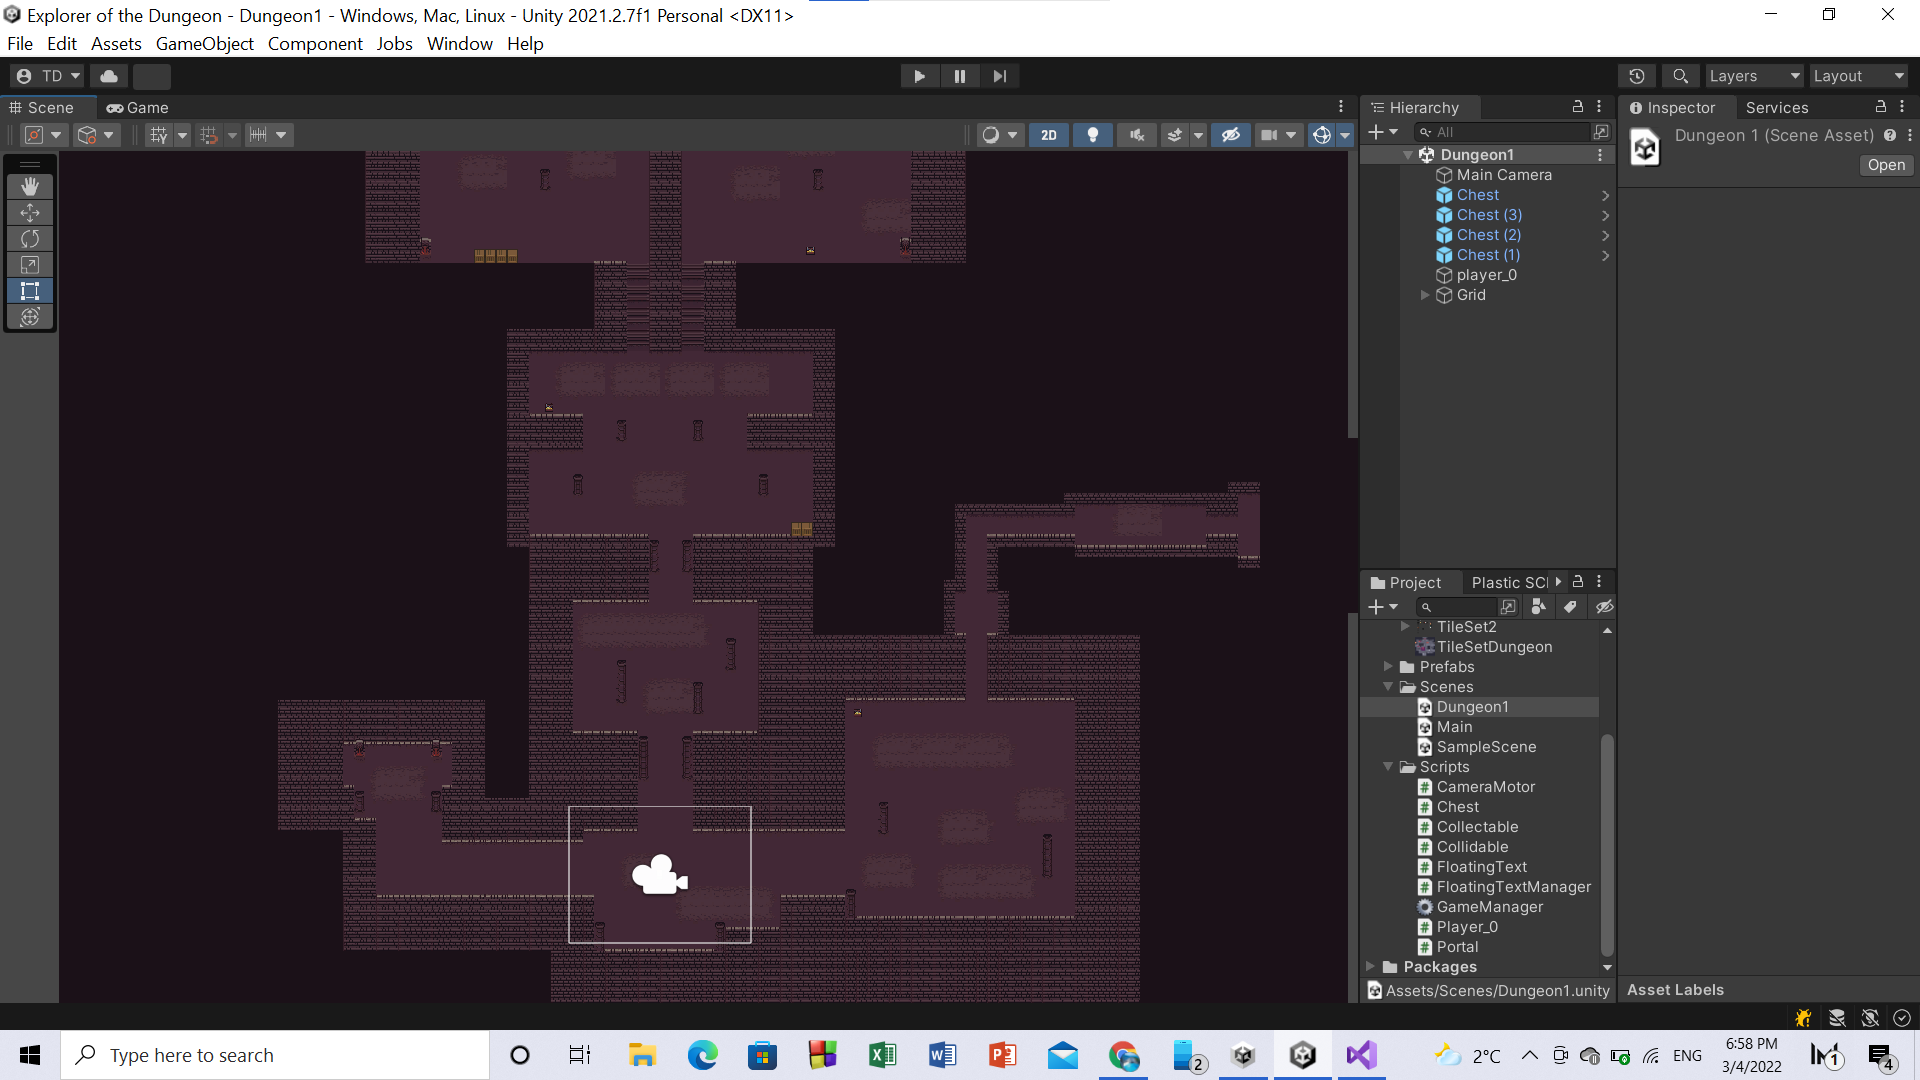 Explorer of the Dungeon - Dungeon1 - Windows, Mac, Linux - Unity 2021.2.7f1 Personal <DX11>
File Edit Assets GameObject Component Jobs Window Help
TD
Layers
Layout
Scene
Game
2D
Hierarchy
All
Dungeon1
Main Camera
Chest
Chest (3)
Chest (2)
Chest (1)
player_0
Grid
Inspector
Services
Dungeon 1 (Scene Asset)
Open
Project
Plastic SC
TileSet2
TileSetDungeon
Prefabs
Scenes
Dungeon1
Main
SampleScene
Scripts
CameraMotor
Chest
Collectable
Collidable
FloatingText
FloatingTextManager
GameManager
Player_0
Portal
Packages
Assets/Scenes/Dungeon1.unity
Asset Labels
Type here to search
2
2°C
ENG
6:58 PM
3/4/2022
1
4